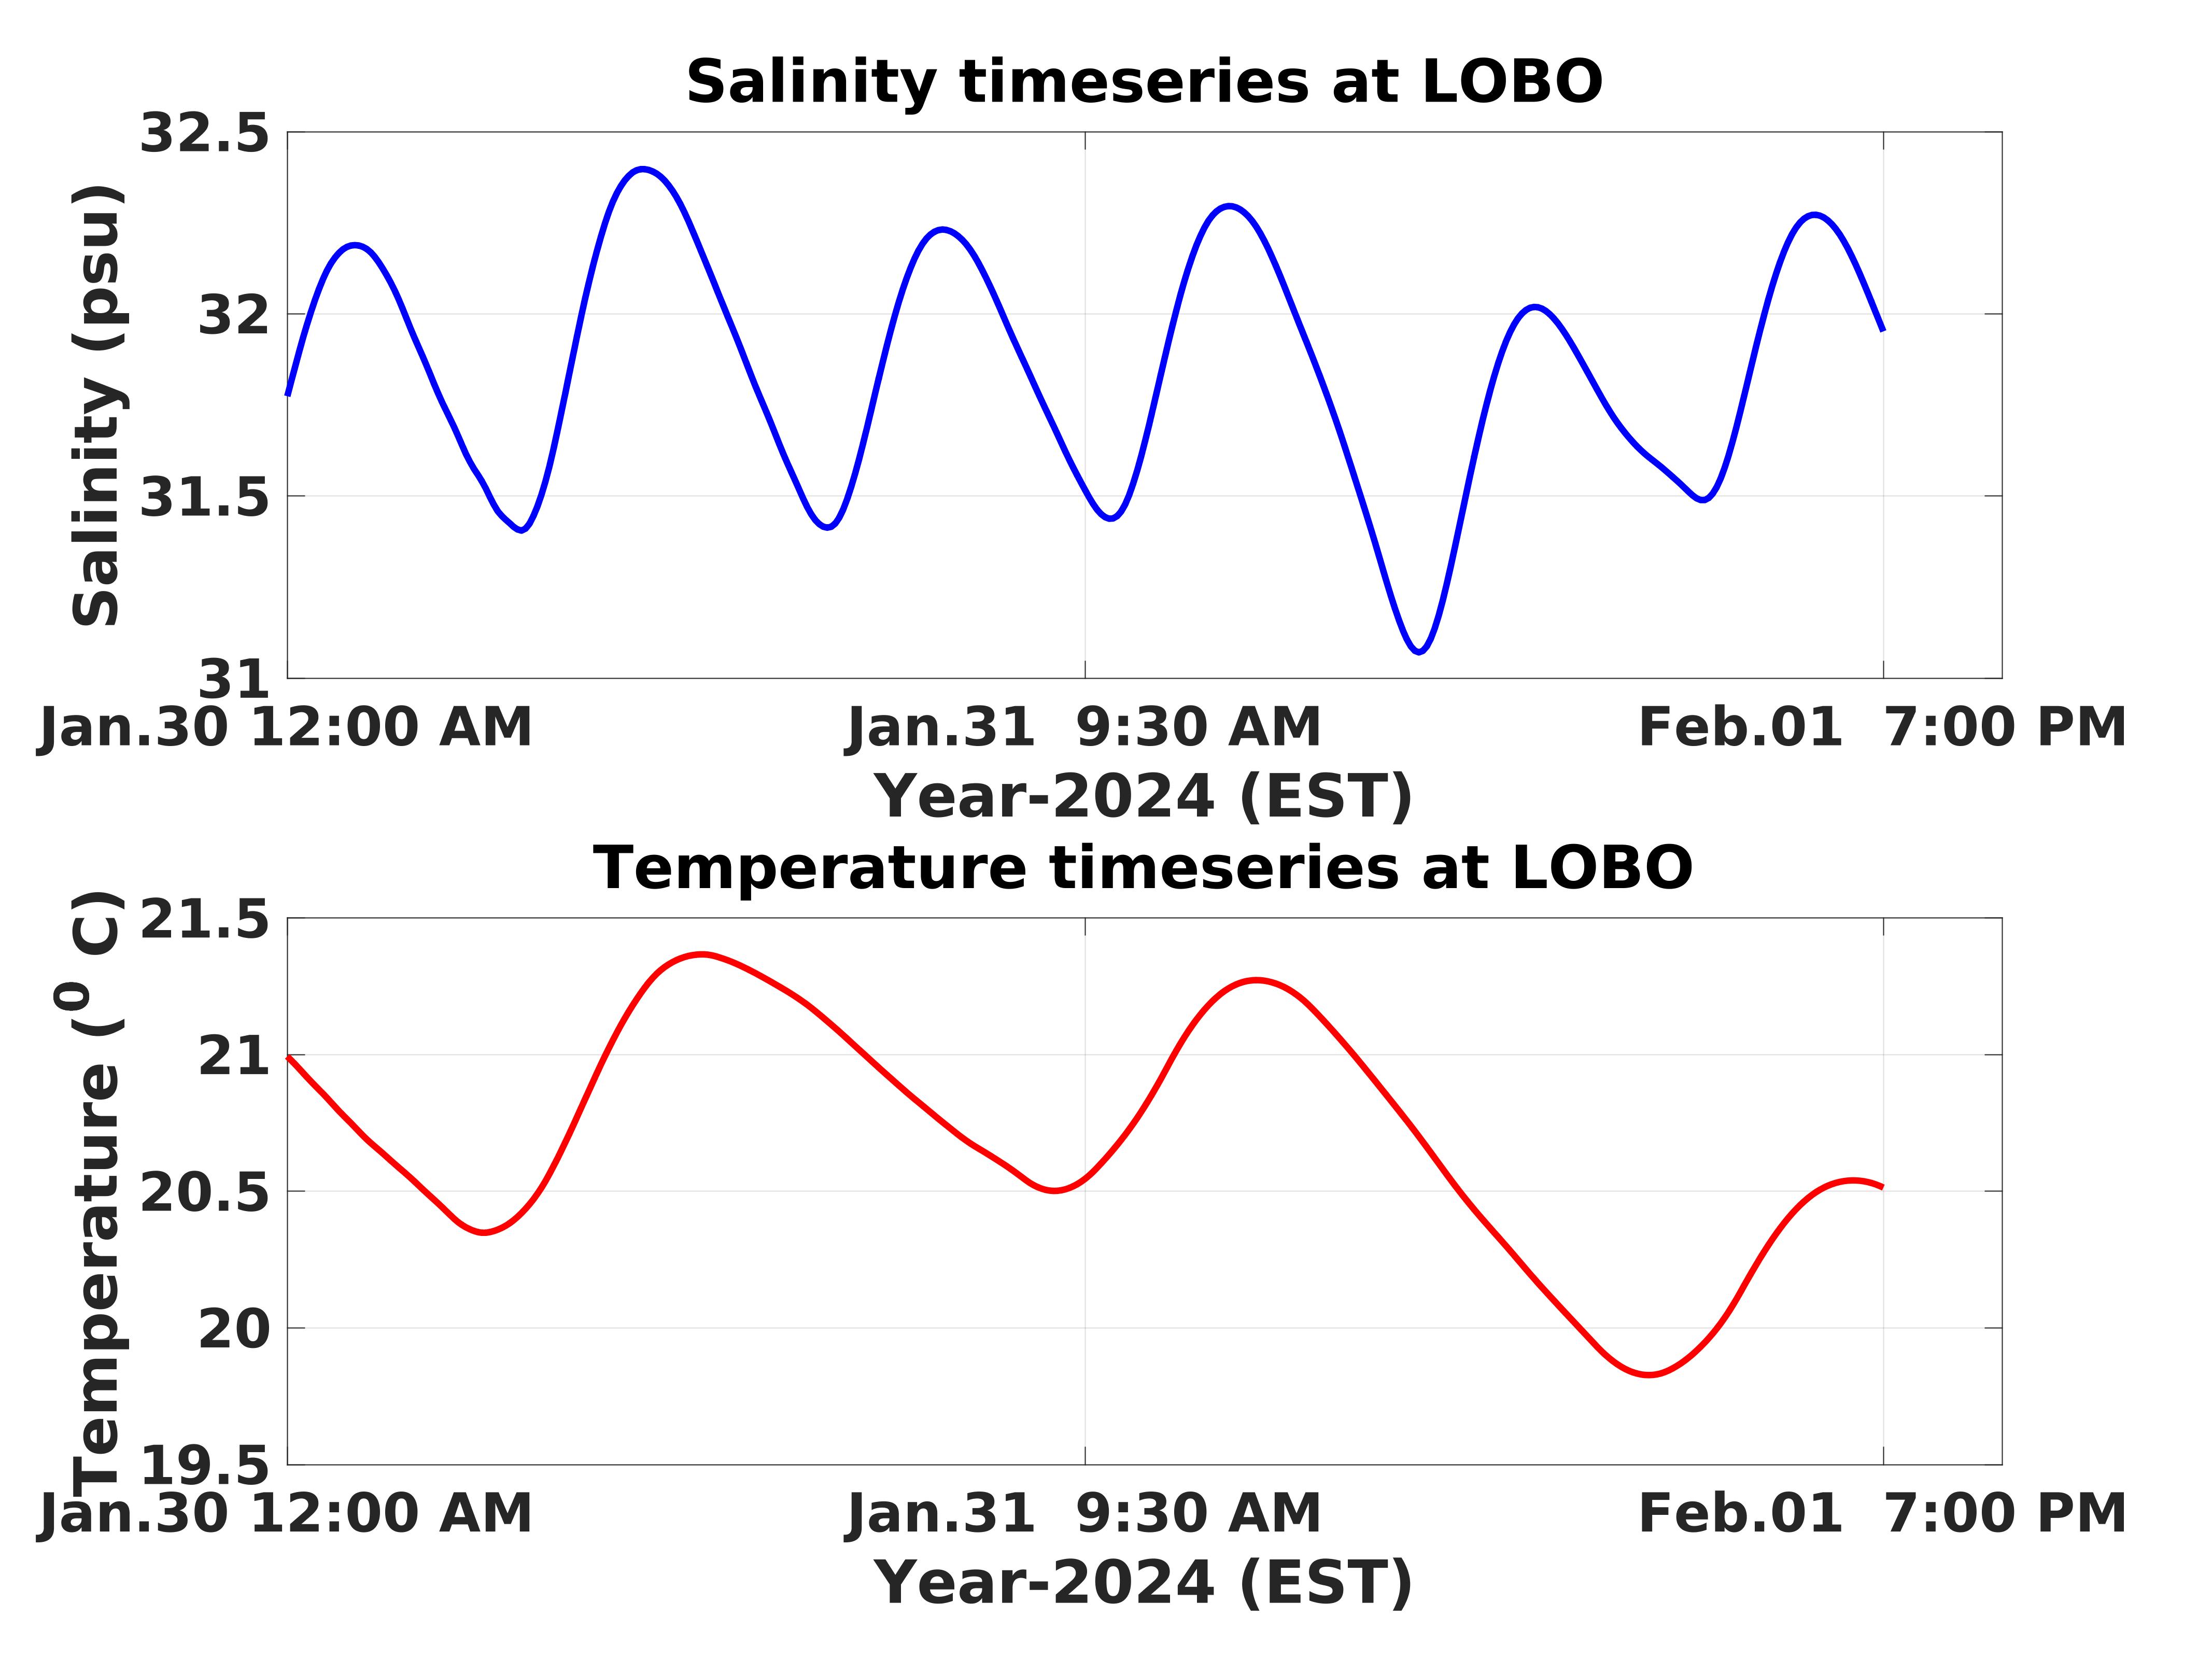 Salinity timeseries at LOBO
Salinity (psu)
32.5
32
31.5
31
Jan.30 12:00 AM Jan.31  9:30 AM Feb.01  7:00 PM
Year-2024 (EST)
Temperature timeseries at LOBO
Temperature (⁰ C)
21.5
21
20.5
20
19.5
Jan.30 12:00 AM Jan.31  9:30 AM Feb.01  7:00 PM
Year-2024 (EST)